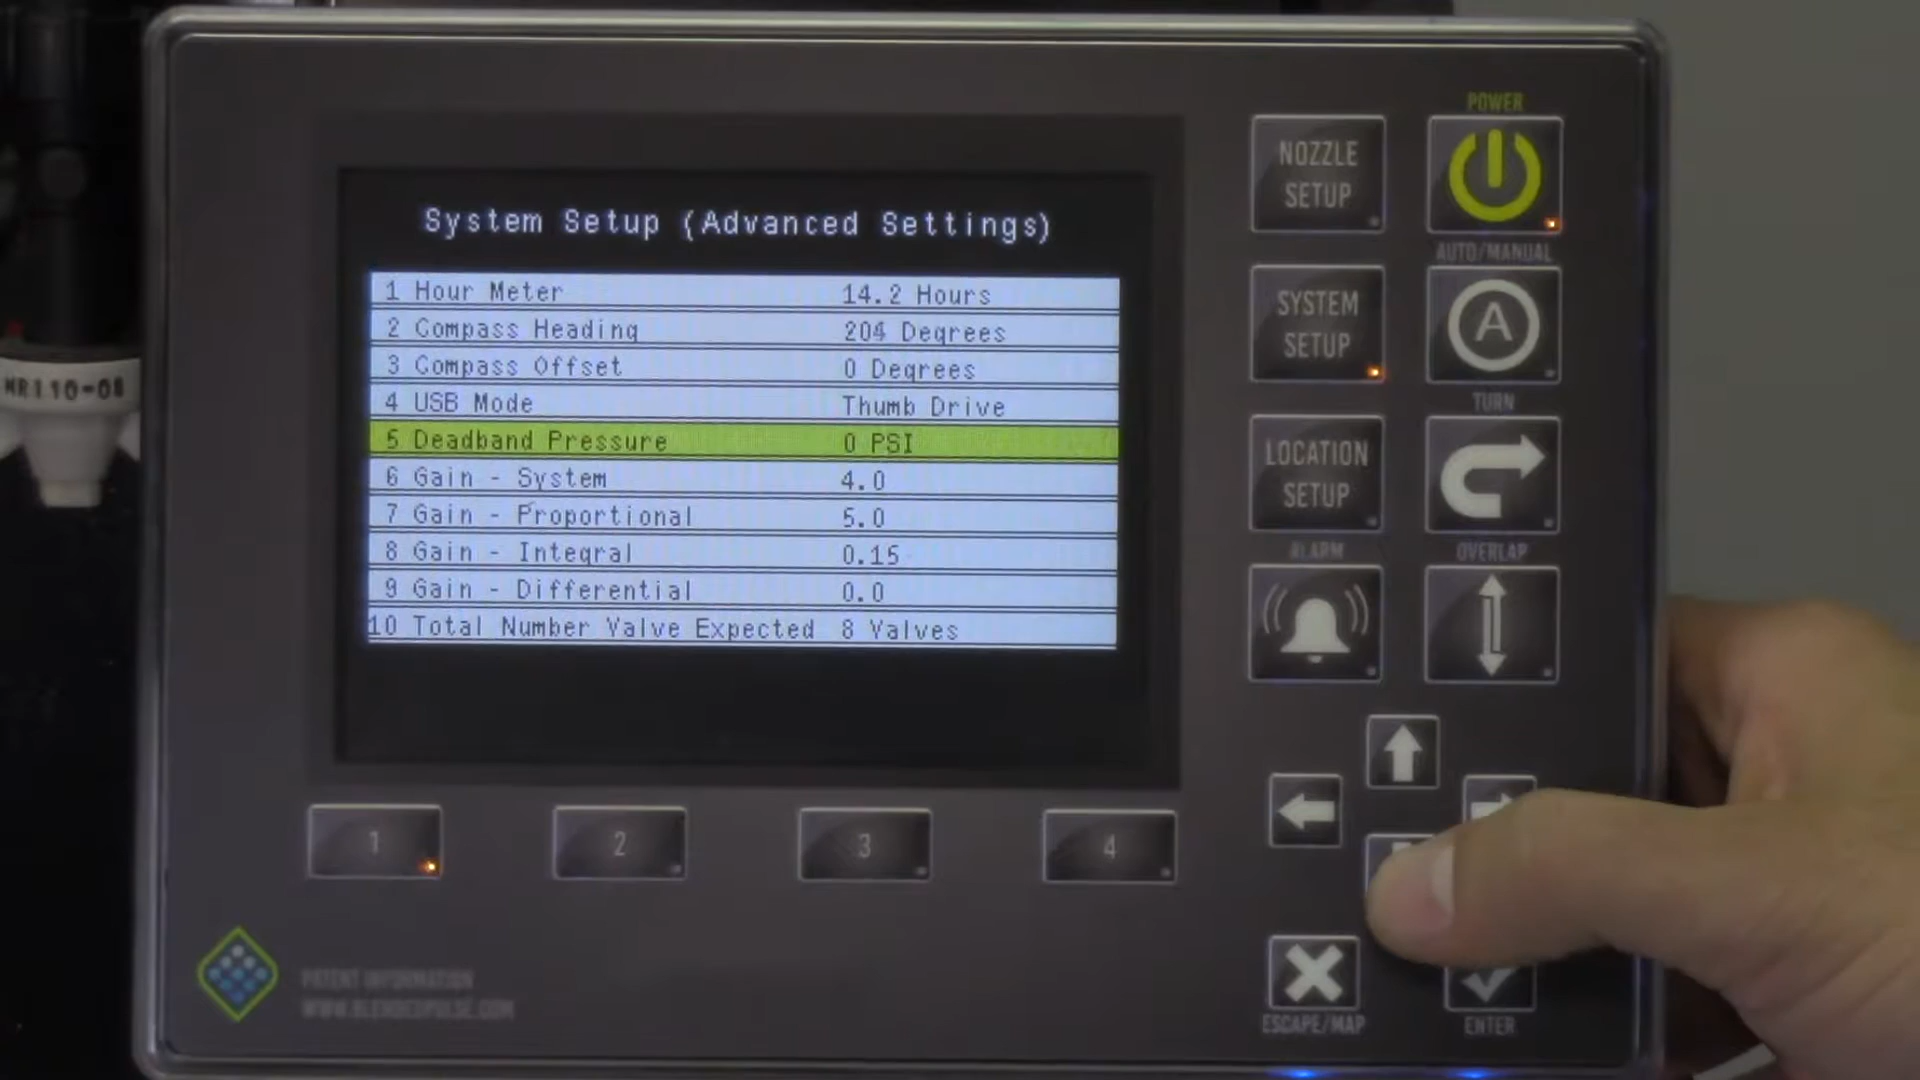 POWER
NOZZLE SETUP
System Setup (Advanced Settings)
AUTO/MANUAL
1 Hour Meter 14.2 Hours
2 Compass Heading 204 Degrees
3 Compass Offset 0 Degrees
4 USB Mode Thumb Drive
5 Deadband Pressure 0 PSI
6 Gain - System 4.0
7 Gain - Proportional 5.0
8 Gain - Integral 0.15
9 Gain - Differential 0.0
10 Total Number Valve Expected 8 Valves
SYSTEM SETUP
A
TURN
LOCATION SETUP
ALARM
OVERLAP
1 2 3 4
PATENT INFORMATION
ESCAPE/MAP
ENTER